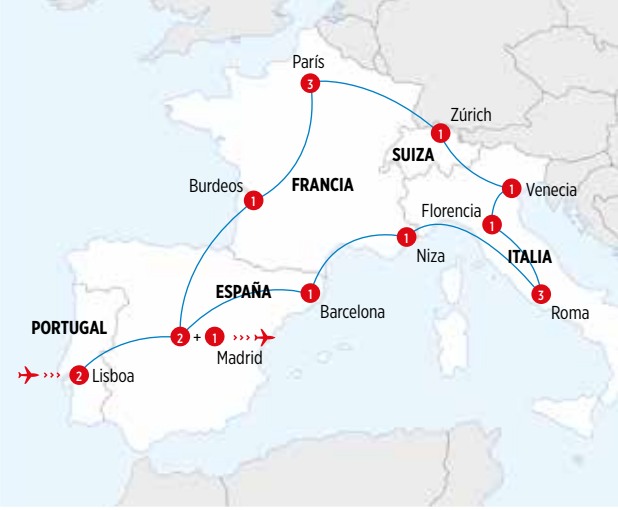 París
3
Zúrich
1
SUIZA
Burdeos
1
FRANCIA
1
Venecia
Florencia
1
1
Niza
ITALIA
ESPAÑA
1
Barcelona
3
Roma
PORTUGAL
2 + 1 >>>
Madrid
>>> 2 Lisboa